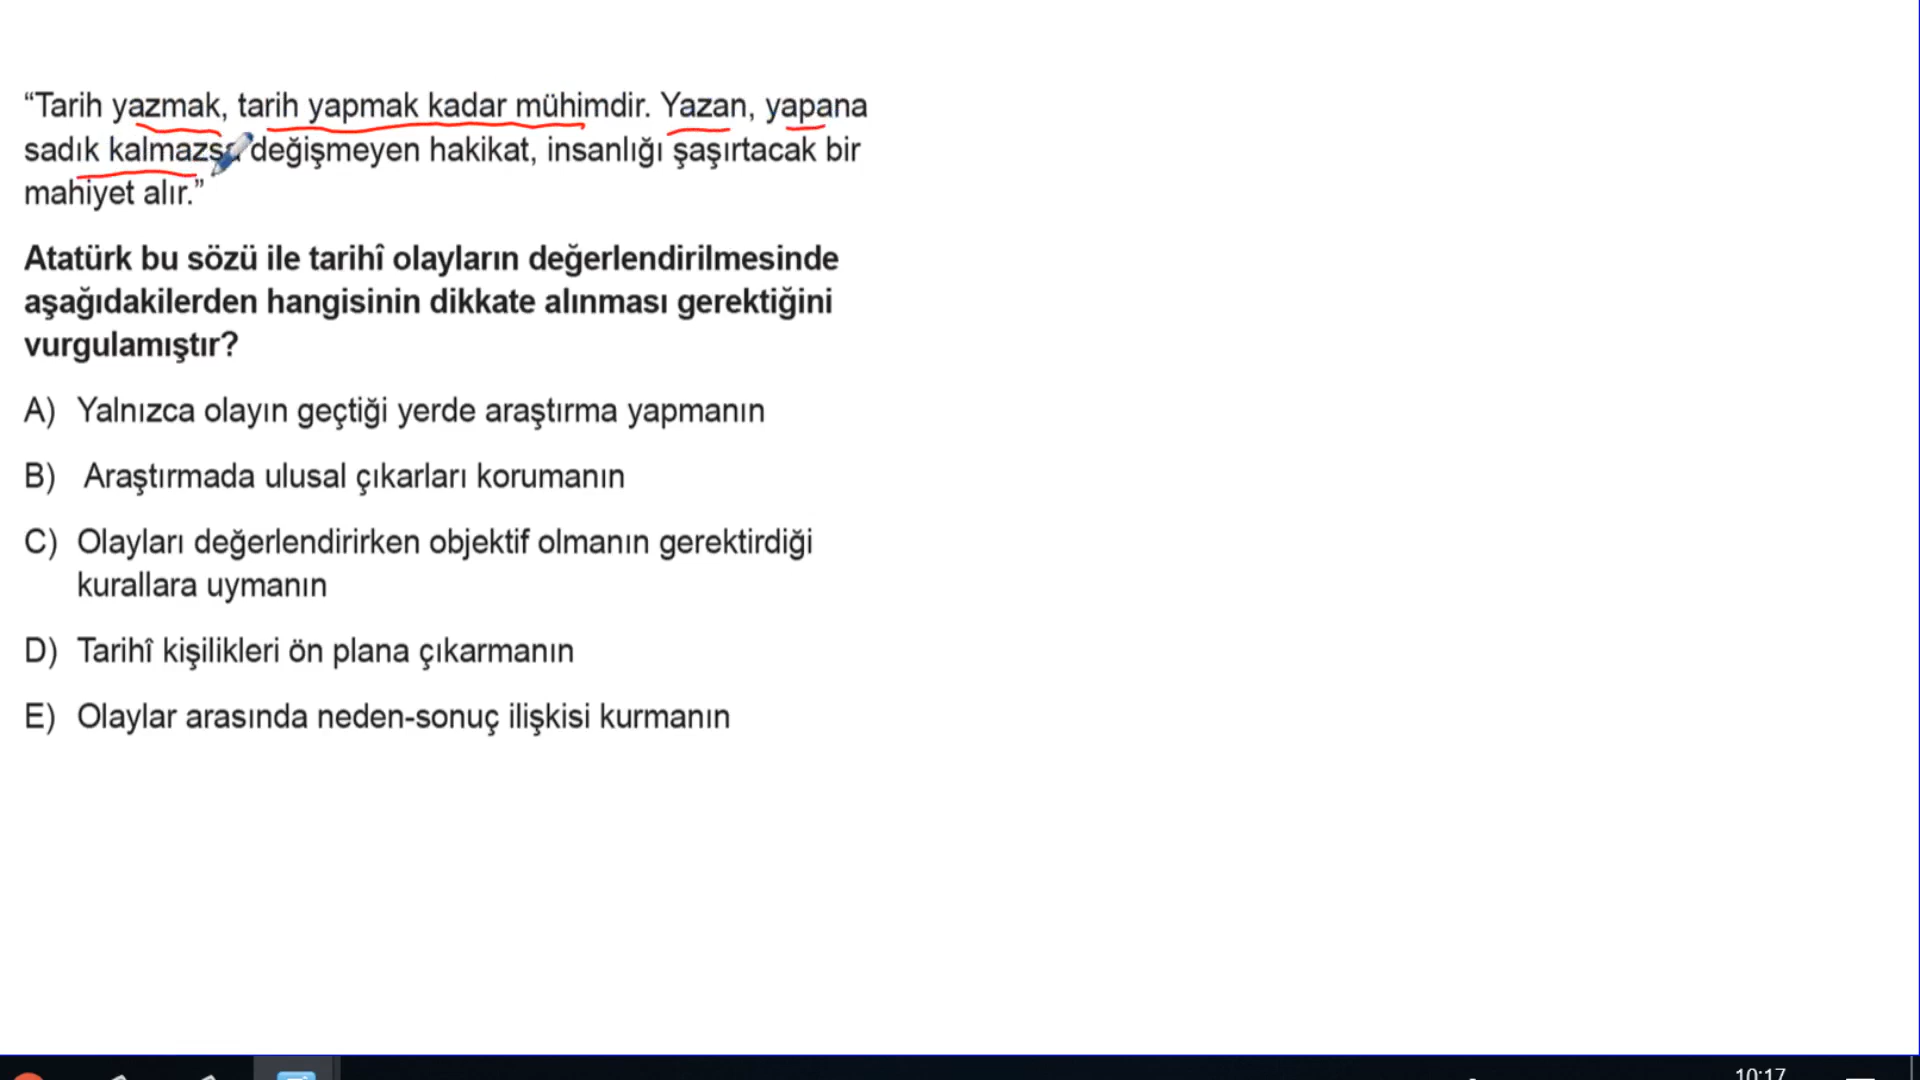 “Tarih yazmak, tarih yapmak kadar mühimdir. Yazan, yapana
sadık kalmazsa değişmeyen hakikat, insanlığı şaşırtacak bir
mahiyet alır.”
Atatürk bu sözü ile tarihî olayların değerlendirilmesinde
aşağıdakilerden hangisinin dikkate alınması gerektiğini
vurgulamıştır?
A) Yalnızca olayın geçtiği yerde araştırma yapmanın
B) Araştırmada ulusal çıkarları korumanın
C) Olayları değerlendirirken objektif olmanın gerektirdiği
kurallara uymanın
D) Tarihî kişilikleri ön plana çıkarmanın
E) Olaylar arasında neden-sonuç ilişkisi kurmanın
10:17